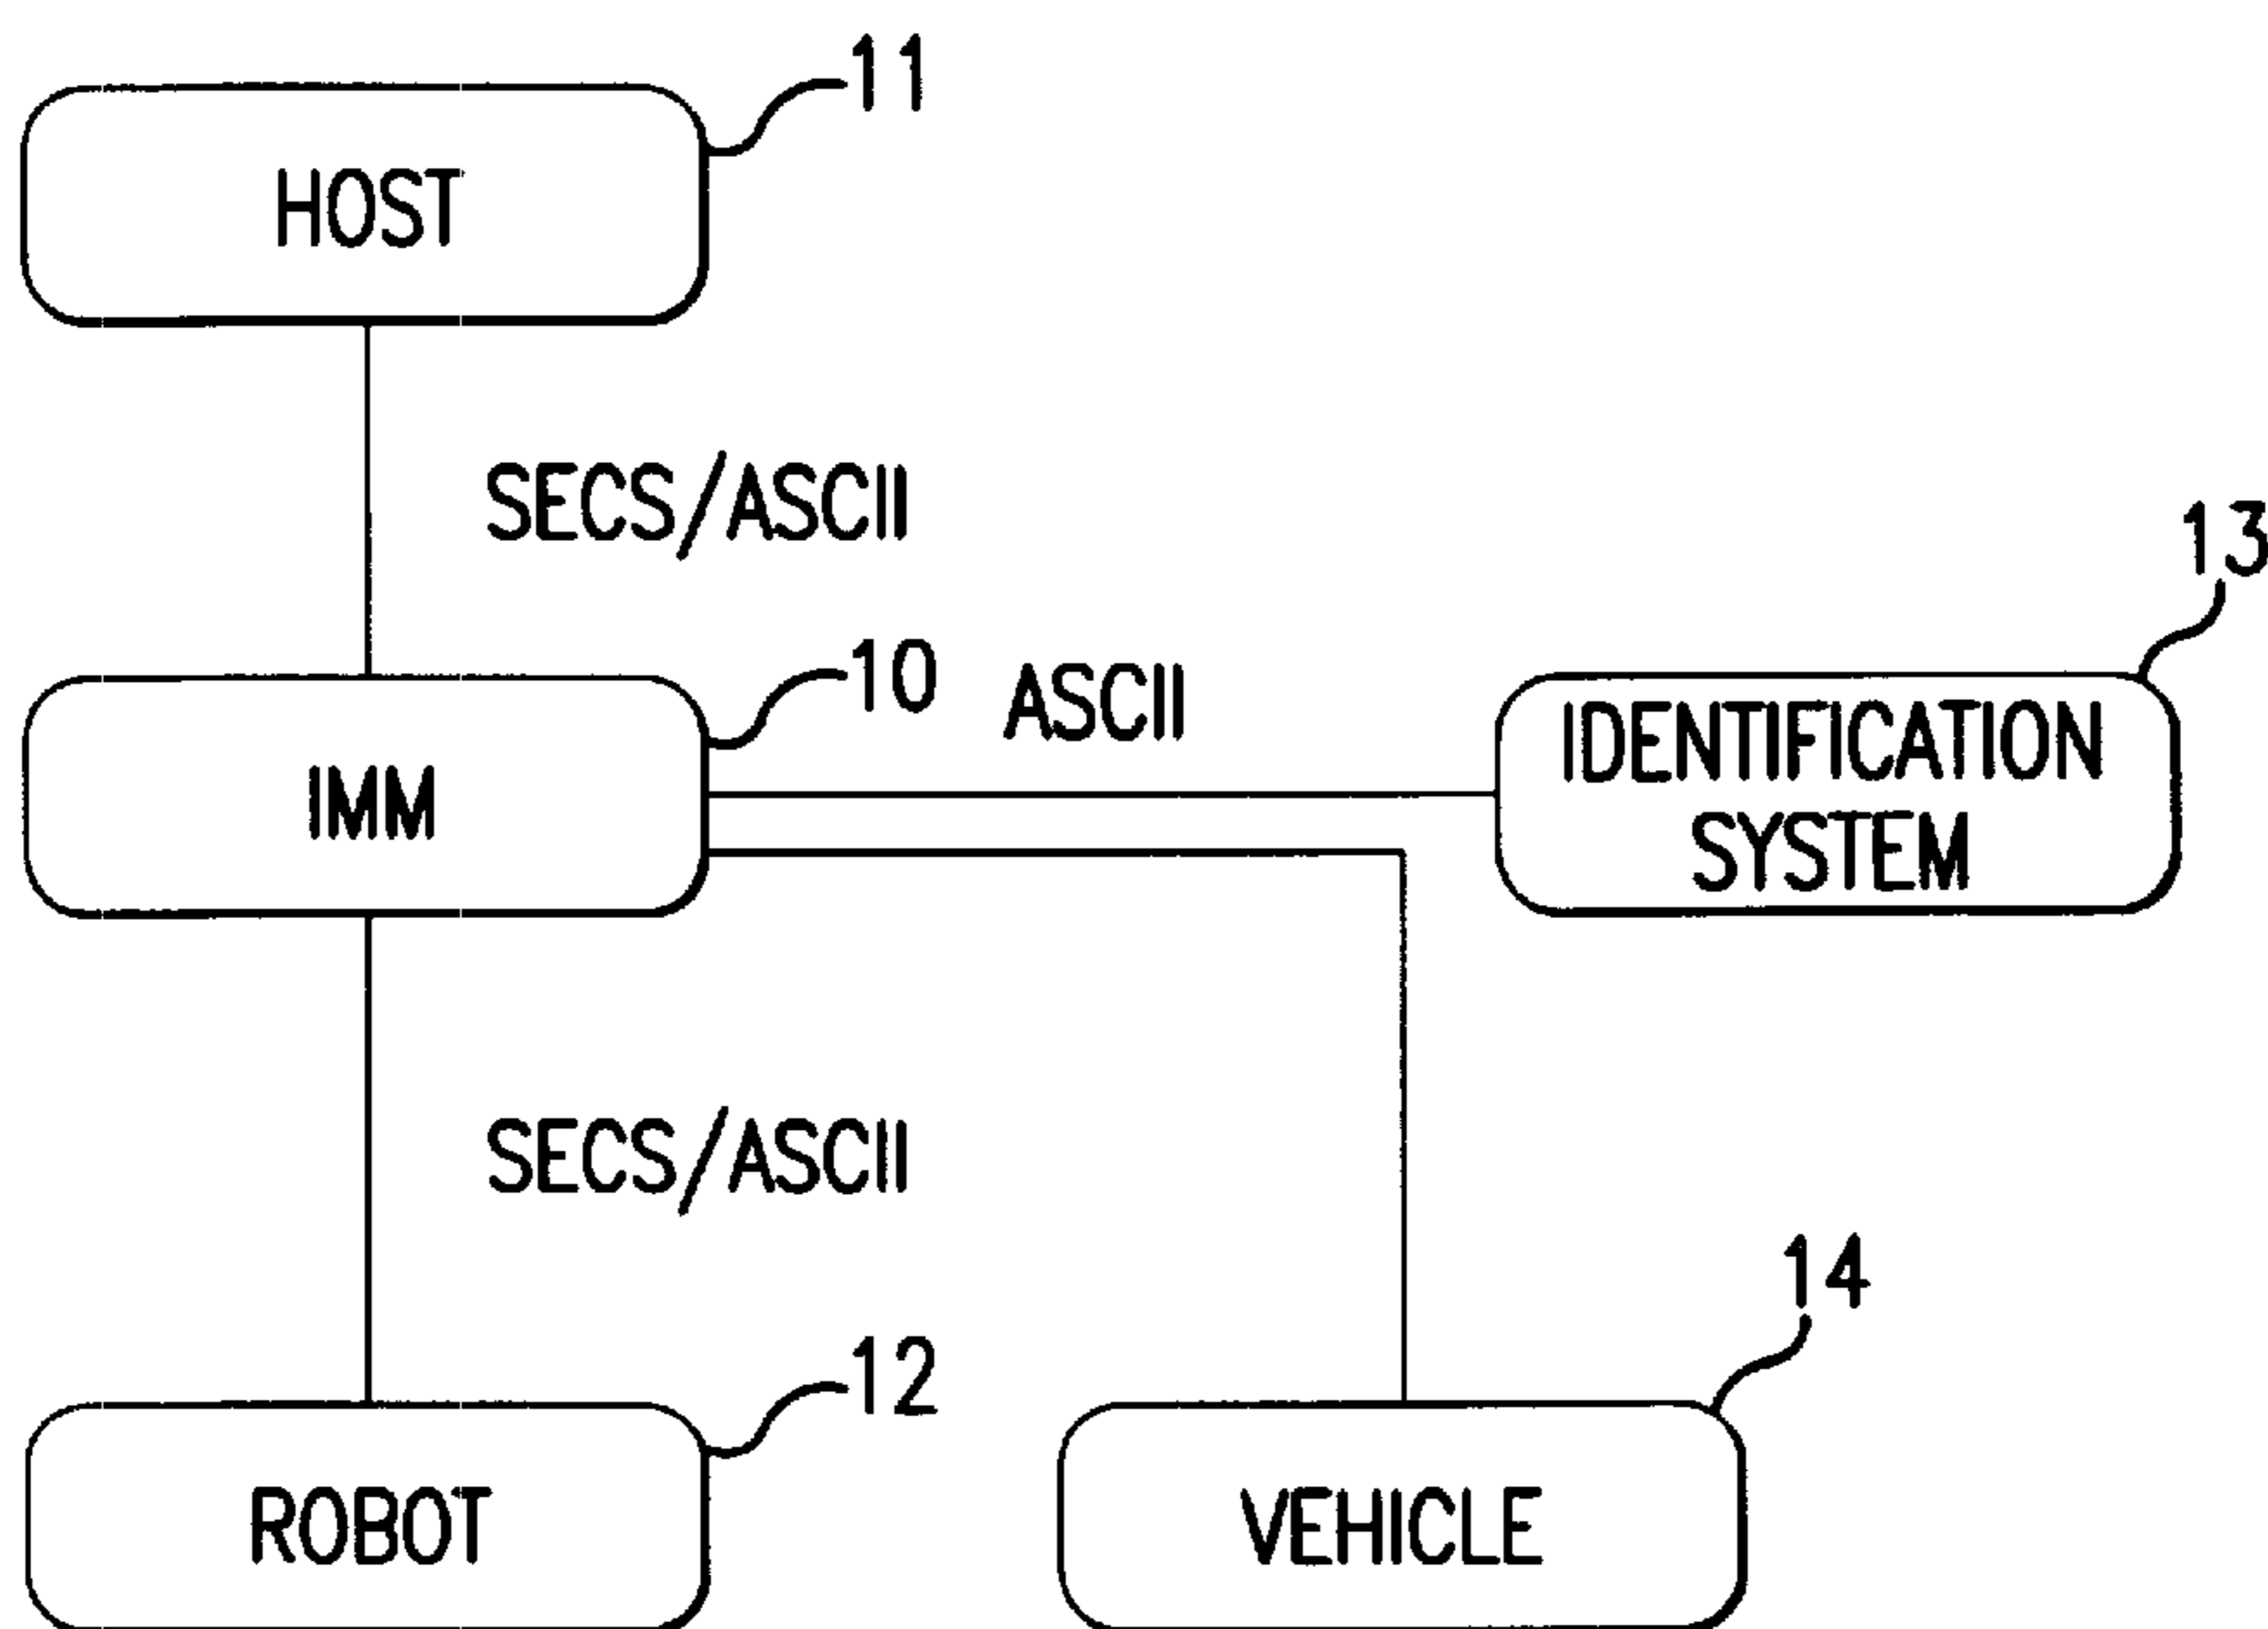 11
HOST
SECS/ASCII
10
ASCII
13
IMM
IDENTIFICATION
SYSTEM
SECS/ASCII
14
12
ROBOT
VEHICLE